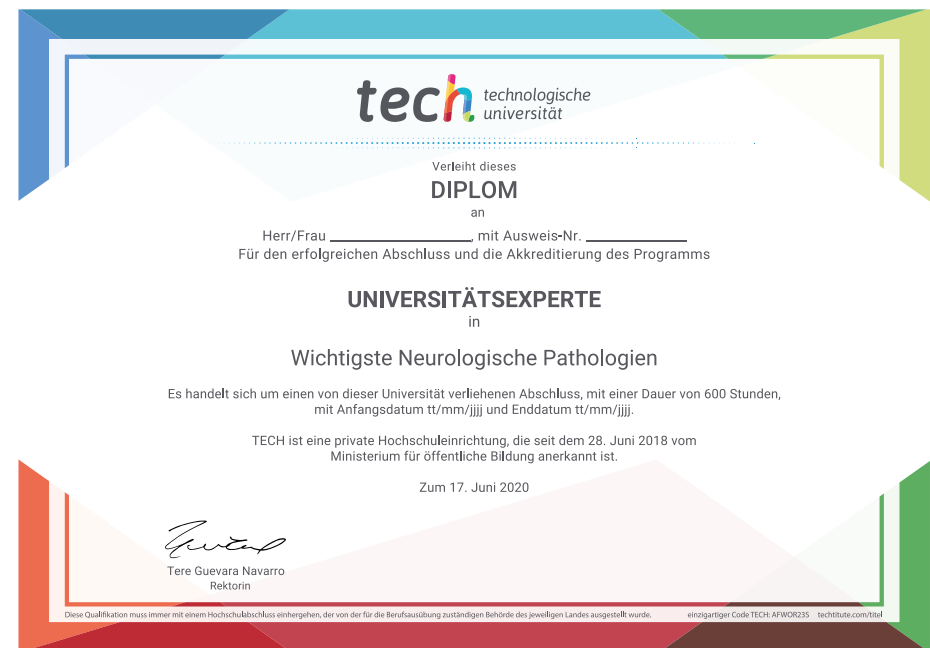 tech technologische
universität
Verleiht dieses
DIPLOM
an
Herr/Frau ____________________, mit Ausweis-Nr. ______________
Für den erfolgreichen Abschluss und die Akkreditierung des Programms
UNIVERSITÄTSEXPERTE
in
Wichtigste Neurologische Pathologien
Es handelt sich um einen von dieser Universität verliehenen Abschluss, mit einer Dauer von 600 Stunden,
mit Anfangsdatum tt/mm/jjjj und Enddatum tt/mm/jjjj.
TECH ist eine private Hochschuleinrichtung, die seit dem 28. Juni 2018 vom
Ministerium für öffentliche Bildung anerkannt ist.
Zum 17. Juni 2020
Tere Guevara Navarro
Rektorin
Diese Qualifikation muss immer mit einem Hochschulabschluss einhergehen, der von der für die Berufsausübung zuständigen Behörde des jeweiligen Landes ausgestellt wurde. einzigartiger Code TECH: AFWOR23S techtitute.com/titel